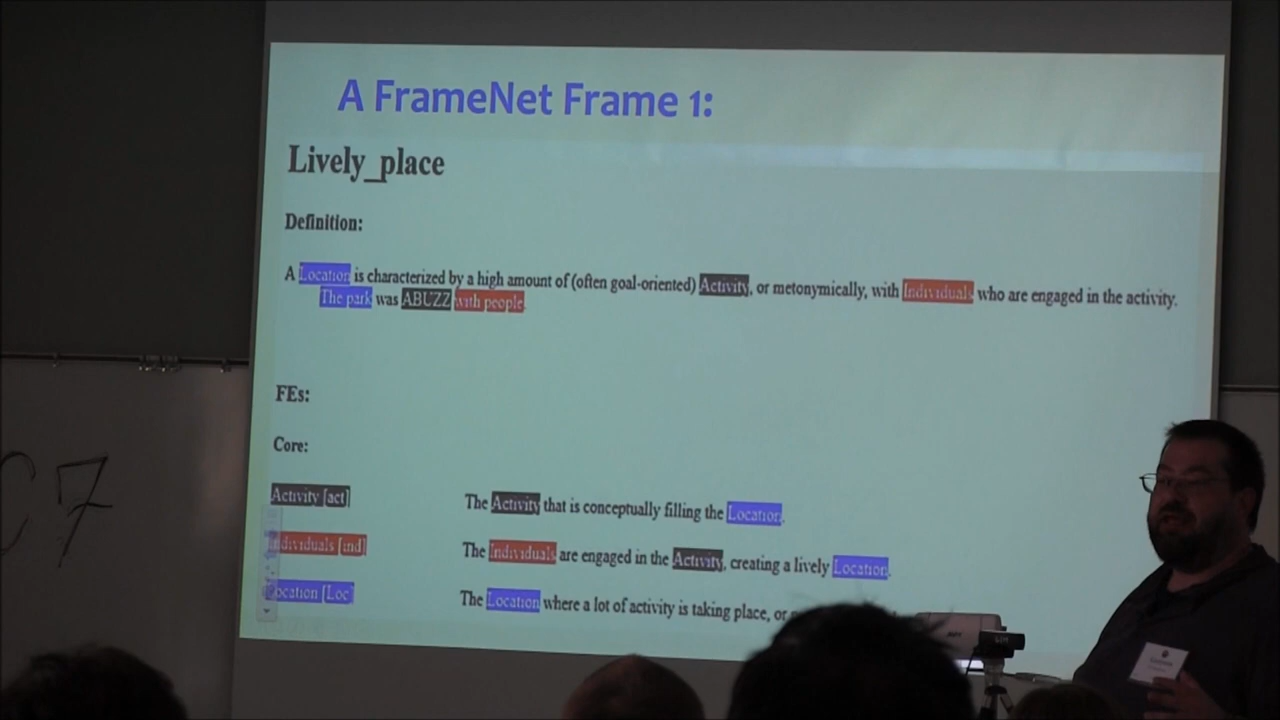 A FrameNet Frame 1:
Lively_place
Definition:
A Location is characterized by a high amount of (often goal-oriented) Activity, or metonymically, with Individuals who are engaged in the activity.
The park was ABUZZ with people.
FEs:
Core:
Activity [act]
The Activity that is conceptually filling the Location.
Individuals [ind]
The Individuals are engaged in the Activity, creating a lively Location.
Location [Loc]
The Location where a lot of activity is taking place, or
C7